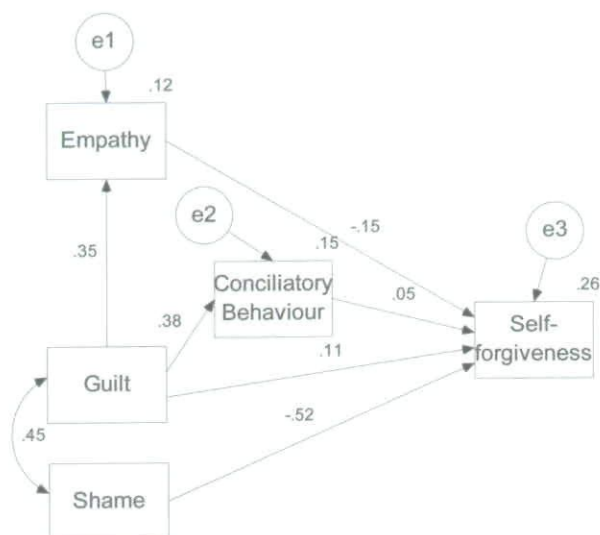 e1
.12
Empathy
e2
.15
-.15
e3
.35
.26
Conciliatory
Behaviour
.05
.38
Self-
forgiveness
.11
Guilt
-.52
.45
Shame